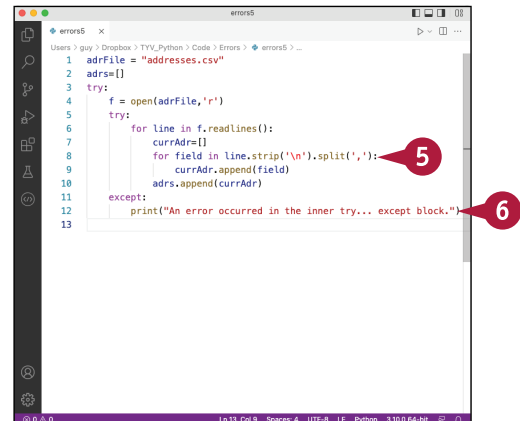 errors5
errors5 ×
Users > guy > Dropbox > TYV_Python > Code > Errors > errors5 > ...
1 adrFile = "addresses.csv"
2 adrs=[]
3 try:
4     f = open(adrFile,'r')
5     try:
6         for line in f.readlines():
7             currAdr=[]
8             for field in line.strip('\n').split(','):
5
9                 currAdr.append(field)
10             adrs.append(currAdr)
11     except:
12         print("An error occurred in the inner try... except block.")
6
13
0 0 Ln 13, Col 9 Spaces: 4 UTF-8 LF Python 3.10.0 64-bit